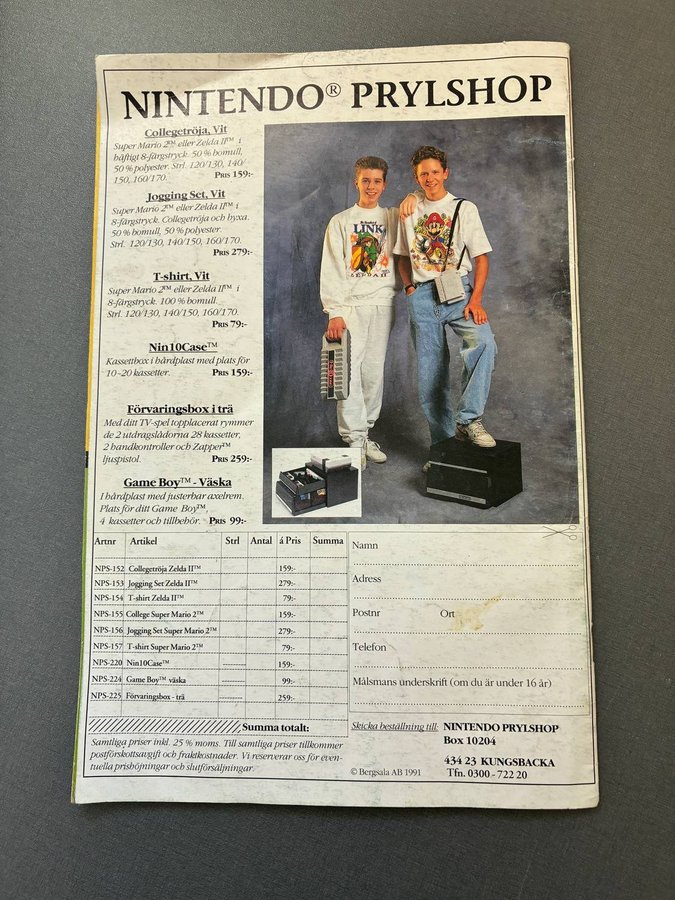 NINTENDO® PRYLSHOP
Collegetröja, Vit
Super Mario 2™ eller Zelda II™ i
häftigt 8-färgstryck. 50 % bomull,
50 % polyester. Strl. 120/130, 140/
150, 160/170. PRIS 159:-
Jogging Set, Vit
Super Mario 2™ eller Zelda II™ i
8-färgstryck. Collegetröja och byxa.
50 % bomull, 50 % polyester.
Strl. 120/130, 140/150, 160/170.
PRIS 279:-
T-shirt, Vit
Super Mario 2™ eller Zelda II™ i
8-färgstryck. 100 % bomull.
Strl. 120/130, 140/150, 160/170.
PRIS 79:-
Nin10Case™
Kassettbox i hårdplast med plats för
10-20 kassetter. PRIS 159:-
Förvaringsbox i trä
Med ditt TV-spel topplacerat rymmer
de 2 utdragslådorna 28 kassetter,
2 handkontroller och Zapper™
ljuspistol. PRIS 259:-
Game Boy™ - Väska
I hårdplast med justerbar axelrem.
Plats för ditt Game Boy™,
4 kassetter och tillbehör. PRIS 99:-
LINK
ZELDA II
Artnr Artikel Strl Antal á Pris Summa
NPS-152 Collegetröja Zelda II™ 159:-
NPS-153 Jogging Set Zelda II™ 279:-
NPS-154 T-shirt Zelda II™ 79:-
NPS-155 College Super Mario 2™ 159:-
NPS-156 Jogging Set Super Mario 2™ 279:-
NPS-157 T-shirt Super Mario 2™ 79:-
NPS-220 Nin10Case™ 159:-
NPS-224 Game Boy™ väska 99:-
NPS-225 Förvaringsbox - trä 259:-
Summa totalt:
Samtliga priser inkl. 25 % moms. Till samtliga priser tillkommer
postförskottsavgift och fraktkostnader. Vi reserverar oss för even-
tuella prishöjningar och slutförsäljningar.
Namn
Adress
Postnr Ort
Telefon
Målsmans underskrift (om du är under 16 år)
Skicka beställning till: NINTENDO PRYLSHOP
Box 10204
434 23 KUNGSBACKA
Tfn. 0300 - 722 20
© Bergsala AB 1991